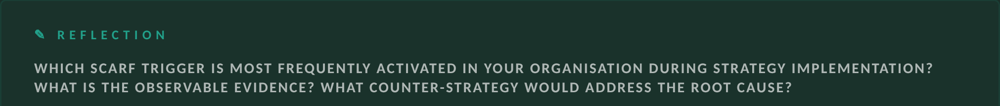 ✎ REFLECTION
WHICH SCARF TRIGGER IS MOST FREQUENTLY ACTIVATED IN YOUR ORGANISATION DURING STRATEGY IMPLEMENTATION?
WHAT IS THE OBSERVABLE EVIDENCE? WHAT COUNTER-STRATEGY WOULD ADDRESS THE ROOT CAUSE?